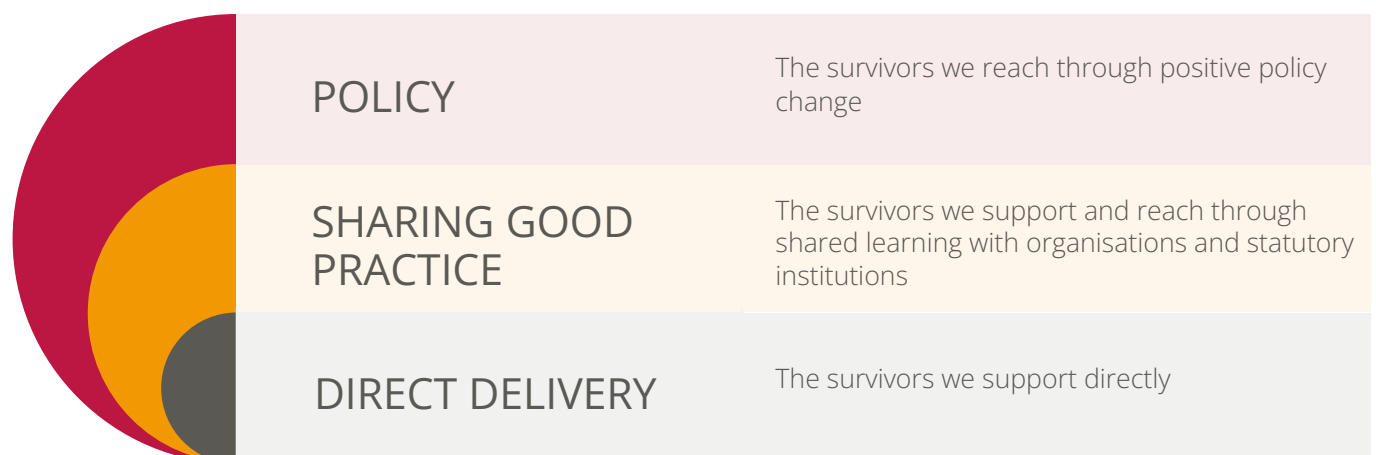 POLICY
The survivors we reach through positive policy
change
SHARING GOOD
PRACTICE
The survivors we support and reach through
shared learning with organisations and statutory
institutions
DIRECT DELIVERY
The survivors we support directly